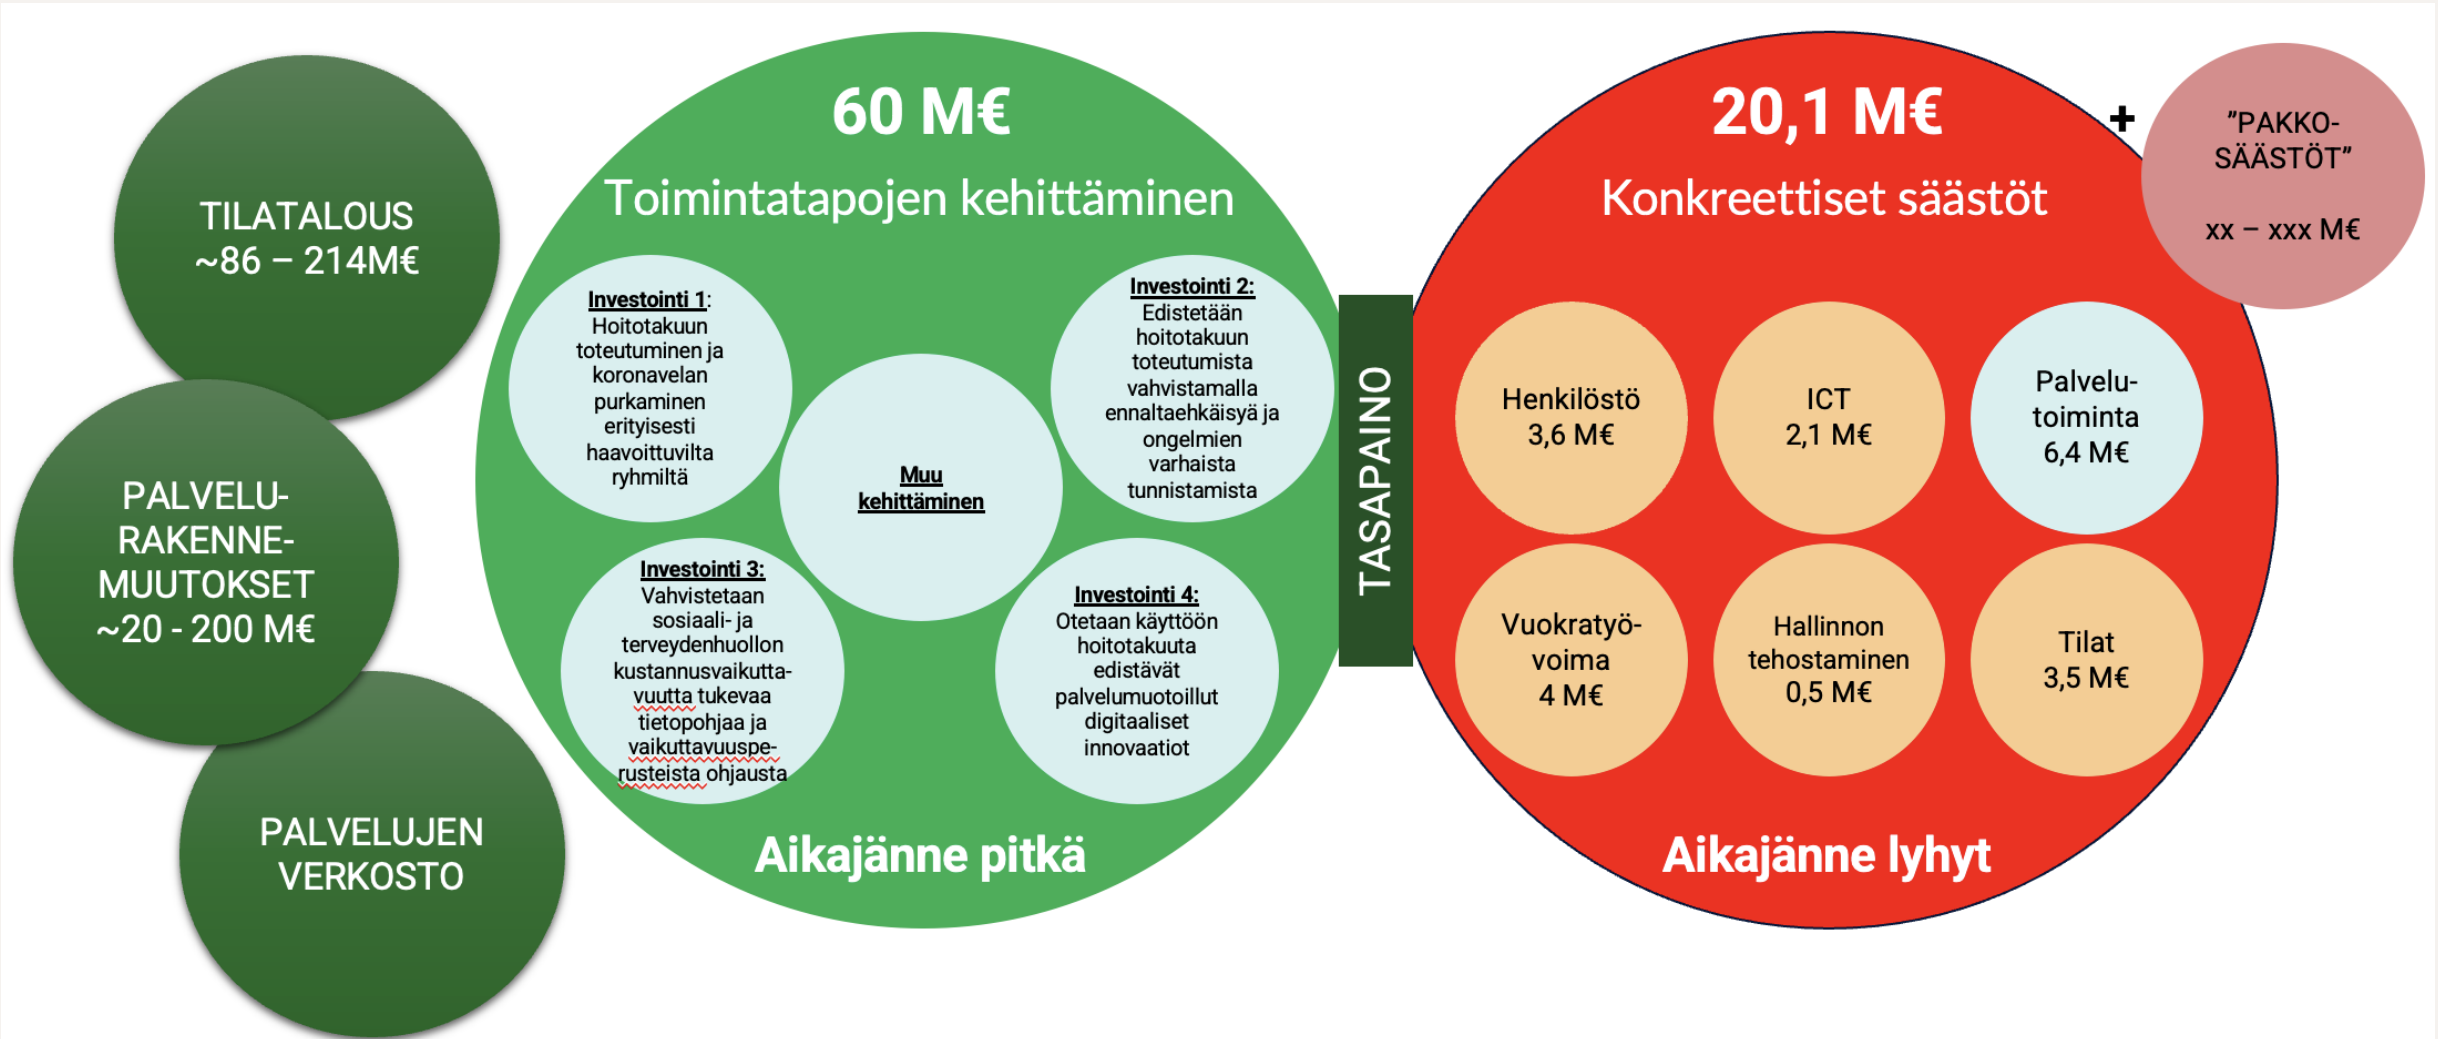 TILATALOUS
~86 – 214M€
PALVELU-
RAKENNE-
MUUTOKSET
~20 - 200 M€
PALVELUJEN
VERKOSTO
60 M€
Toimintatapojen kehittäminen
Investointi 1:
Hoitotakuun
toteutuminen ja
koronavelan
purkaminen
erityisesti
haavoittuvilta
ryhmiltä
Investointi 2:
Edistetään
hoitotakuun
toteutumista
vahvistamalla
ennaltaehkäisyä ja
ongelmien
varhaista
tunnistamista
Muu
kehittäminen
Investointi 3:
Vahvistetaan
sosiaali- ja
terveydenhuollon
kustannusvaikutta-
vuutta tukevaa
tietopohjaa ja
vaikuttavuuspe-
rusteista ohjausta
Investointi 4:
Otetaan käyttöön
hoitotakuuta
edistävät
palvelumuotoillut
digitaaliset
innovaatiot
Aikajänne pitkä
TASAPAINO
20,1 M€
Konkreettiset säästöt
Henkilöstö
3,6 M€
ICT
2,1 M€
Palvelu-
toiminta
6,4 M€
Vuokratyö-
voima
4 M€
Hallinnon
tehostaminen
0,5 M€
Tilat
3,5 M€
Aikajänne lyhyt
+
”PAKKO-
SÄÄSTÖT”
xx – xxx M€